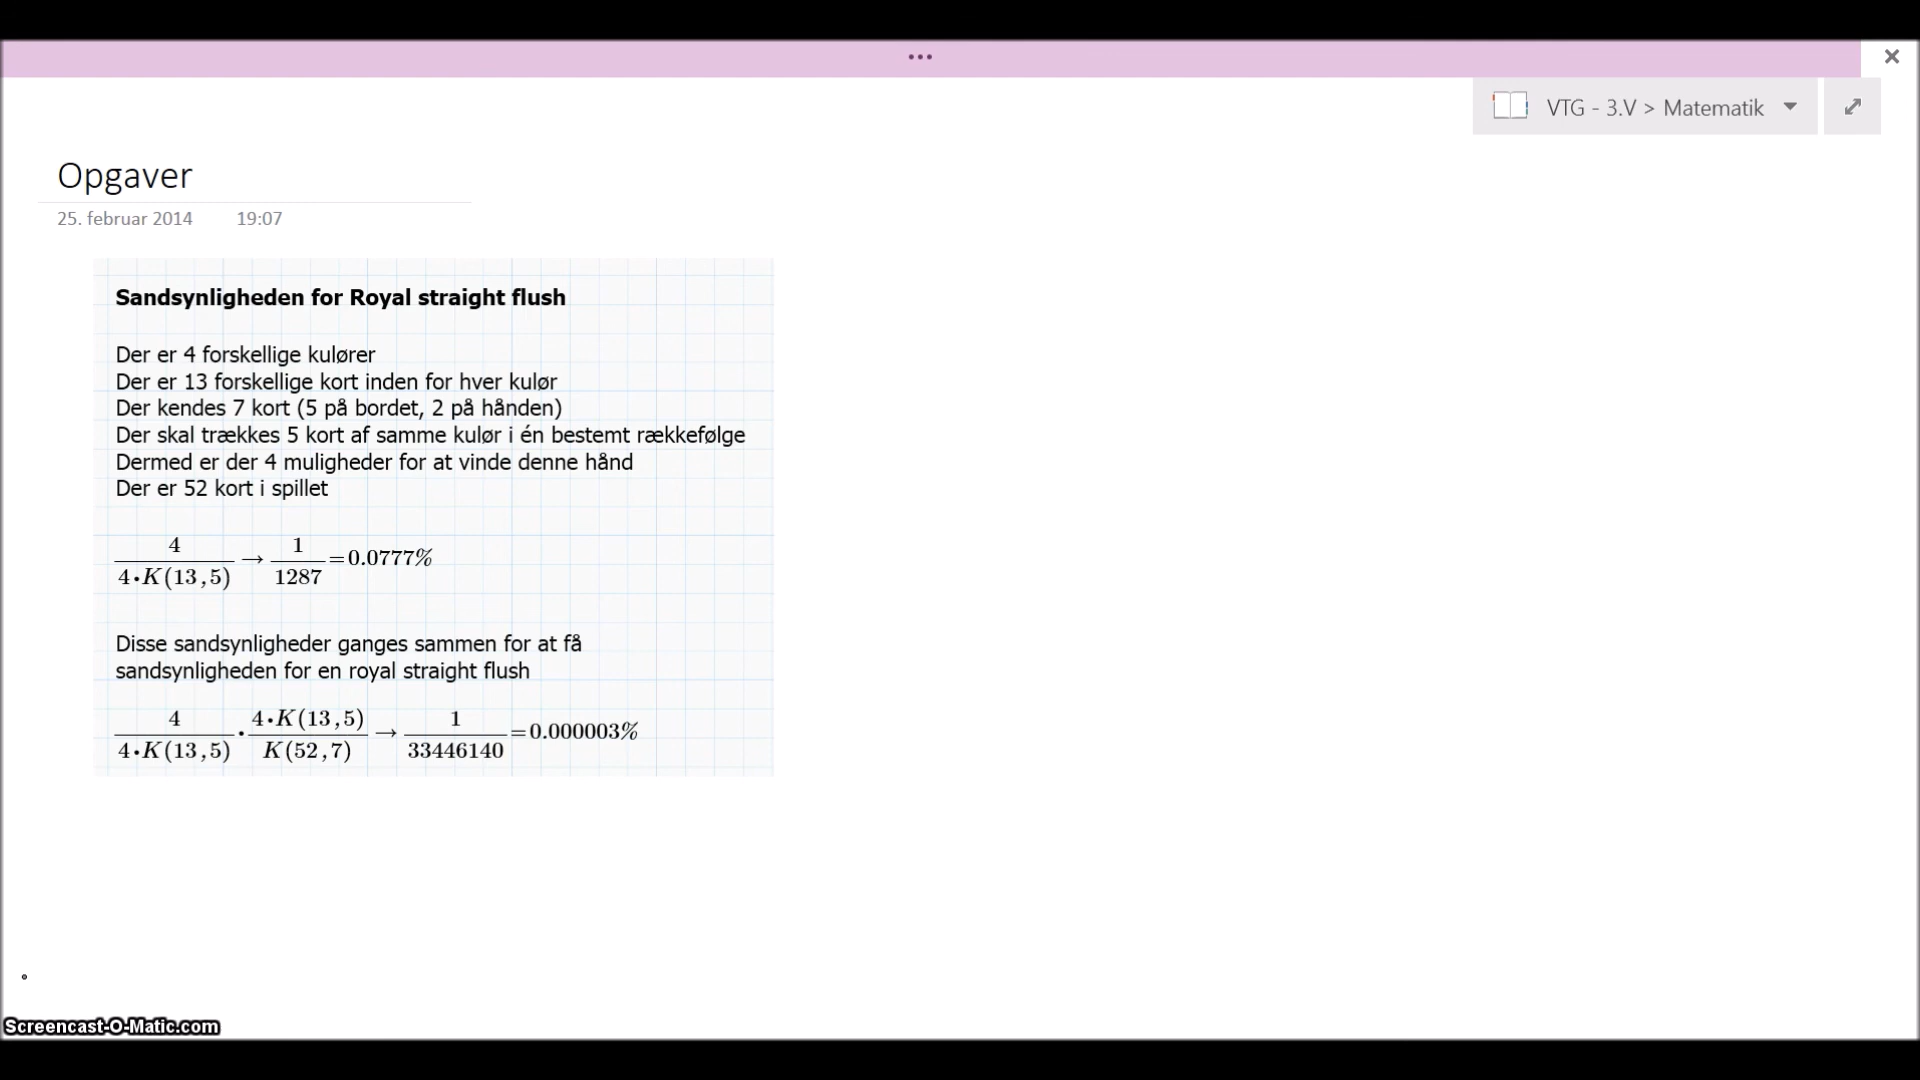 VTG - 3.V > Matematik
Opgaver
25. februar 2014 19:07
Sandsynligheden for Royal straight flush
Der er 4 forskellige kulører
Der er 13 forskellige kort inden for hver kulør
Der kendes 7 kort (5 på bordet, 2 på hånden)
Der skal trækkes 5 kort af samme kulør i én bestemt rækkefølge
Dermed er der 4 muligheder for at vinde denne hånd
Der er 52 kort i spillet
4/(4•K(13,5)) → 1/1287 = 0.0777%
Disse sandsynligheder ganges sammen for at få
sandsynligheden for en royal straight flush
4/(4•K(13,5)) • (4•K(13,5))/K(52,7) → 1/33446140 = 0.000003%
Screencast-O-Matic.com